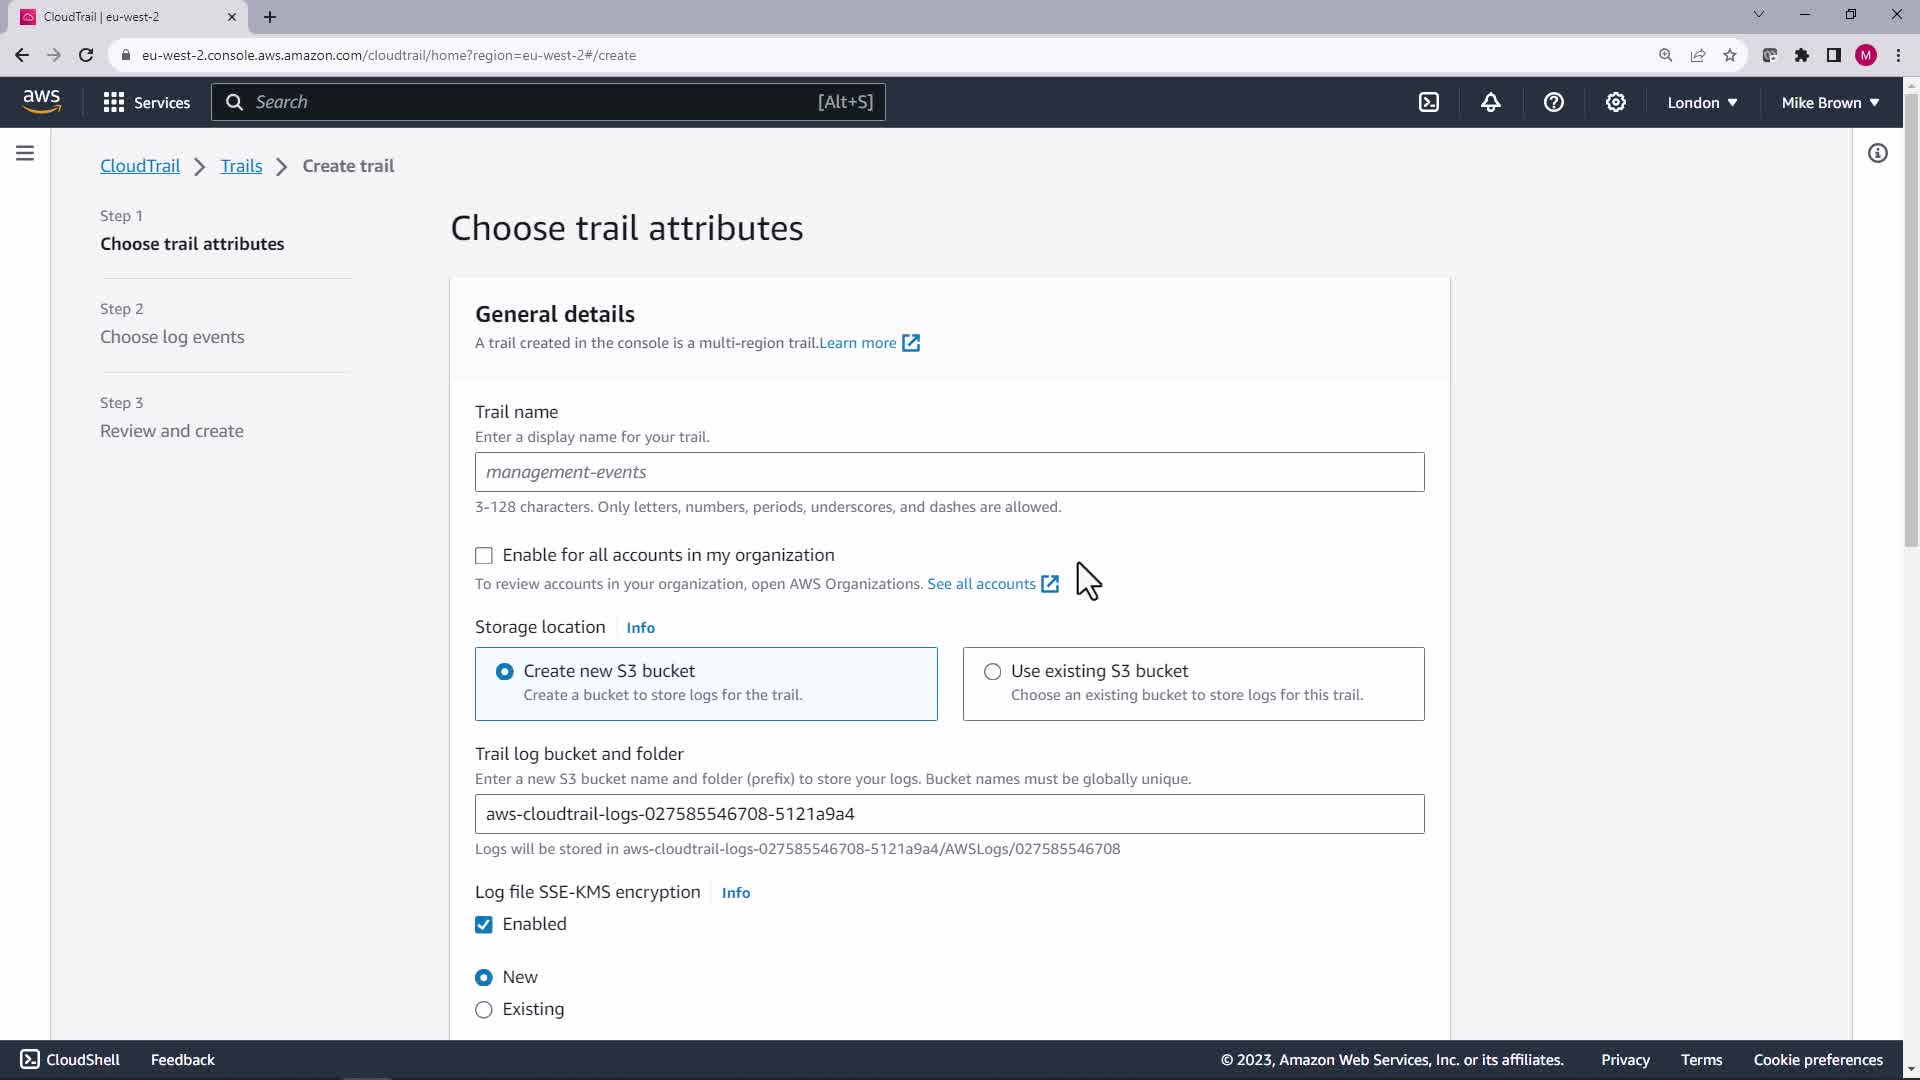 CloudTrail | eu-west-2
eu-west-2.console.aws.amazon.com/cloudtrail/home?region=eu-west-2#/create
M
aws
Services
Search
[Alt+S]
London
Mike Brown
CloudTrail
Trails
Create trail
Step 1
Choose trail attributes
Step 2
Choose log events
Step 3
Review and create
Choose trail attributes
General details
A trail created in the console is a multi-region trail.Learn more
Trail name
Enter a display name for your trail.
management-events
3-128 characters. Only letters, numbers, periods, underscores, and dashes are allowed.
Enable for all accounts in my organization
To review accounts in your organization, open AWS Organizations. See all accounts
Storage location Info
Create new S3 bucket
Create a bucket to store logs for the trail.
Use existing S3 bucket
Choose an existing bucket to store logs for this trail.
Trail log bucket and folder
Enter a new S3 bucket name and folder (prefix) to store your logs. Bucket names must be globally unique.
aws-cloudtrail-logs-027585546708-5121a9a4
Logs will be stored in aws-cloudtrail-logs-027585546708-5121a9a4/AWSLogs/027585546708
Log file SSE-KMS encryption Info
Enabled
New
Existing
CloudShell
Feedback
© 2023, Amazon Web Services, Inc. or its affiliates.
Privacy
Terms
Cookie preferences